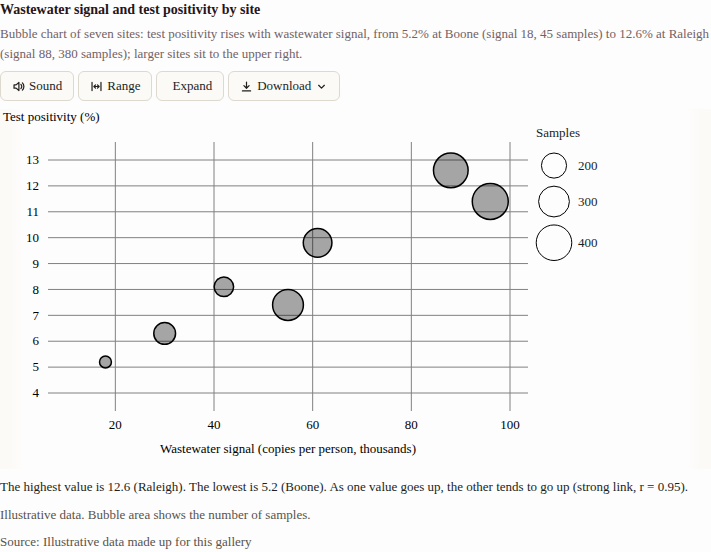 Wastewater signal and test positivity by site
Bubble chart of seven sites: test positivity rises with wastewater signal, from 5.2% at Boone (signal 18, 45 samples) to 12.6% at Raleigh
(signal 88, 380 samples); larger sites sit to the upper right.
Sound Range Expand Download
Test positivity (%)
Samples
200
300
400
13
12
11
10
9
8
7
6
5
4
20 40 60 80 100
Wastewater signal (copies per person, thousands)
The highest value is 12.6 (Raleigh). The lowest is 5.2 (Boone). As one value goes up, the other tends to go up (strong link, r = 0.95).
Illustrative data. Bubble area shows the number of samples.
Source: Illustrative data made up for this gallery